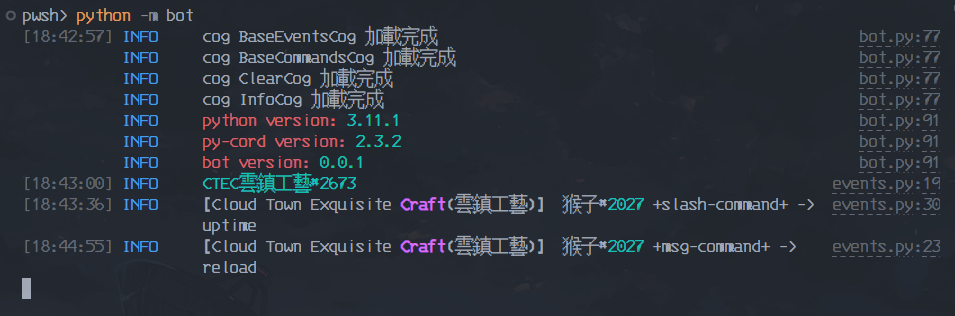 pwsh> python -m bot
[18:42:57] INFO cog BaseEventsCog 加載完成 bot.py:77
INFO cog BaseCommandsCog 加載完成 bot.py:77
INFO cog ClearCog 加載完成 bot.py:77
INFO cog InfoCog 加載完成 bot.py:77
INFO python version: 3.11.1 bot.py:91
INFO py-cord version: 2.3.2 bot.py:91
INFO bot version: 0.0.1 bot.py:91
[18:43:00] INFO CTEC雲鎮工藝#2673 events.py:19
[18:43:36] INFO [Cloud Town Exquisite Craft(雲鎮工藝)] 猴子#2027 +slash-command+ -> events.py:30
uptime
[18:44:55] INFO [Cloud Town Exquisite Craft(雲鎮工藝)] 猴子#2027 +msg-command+ -> events.py:23
reload